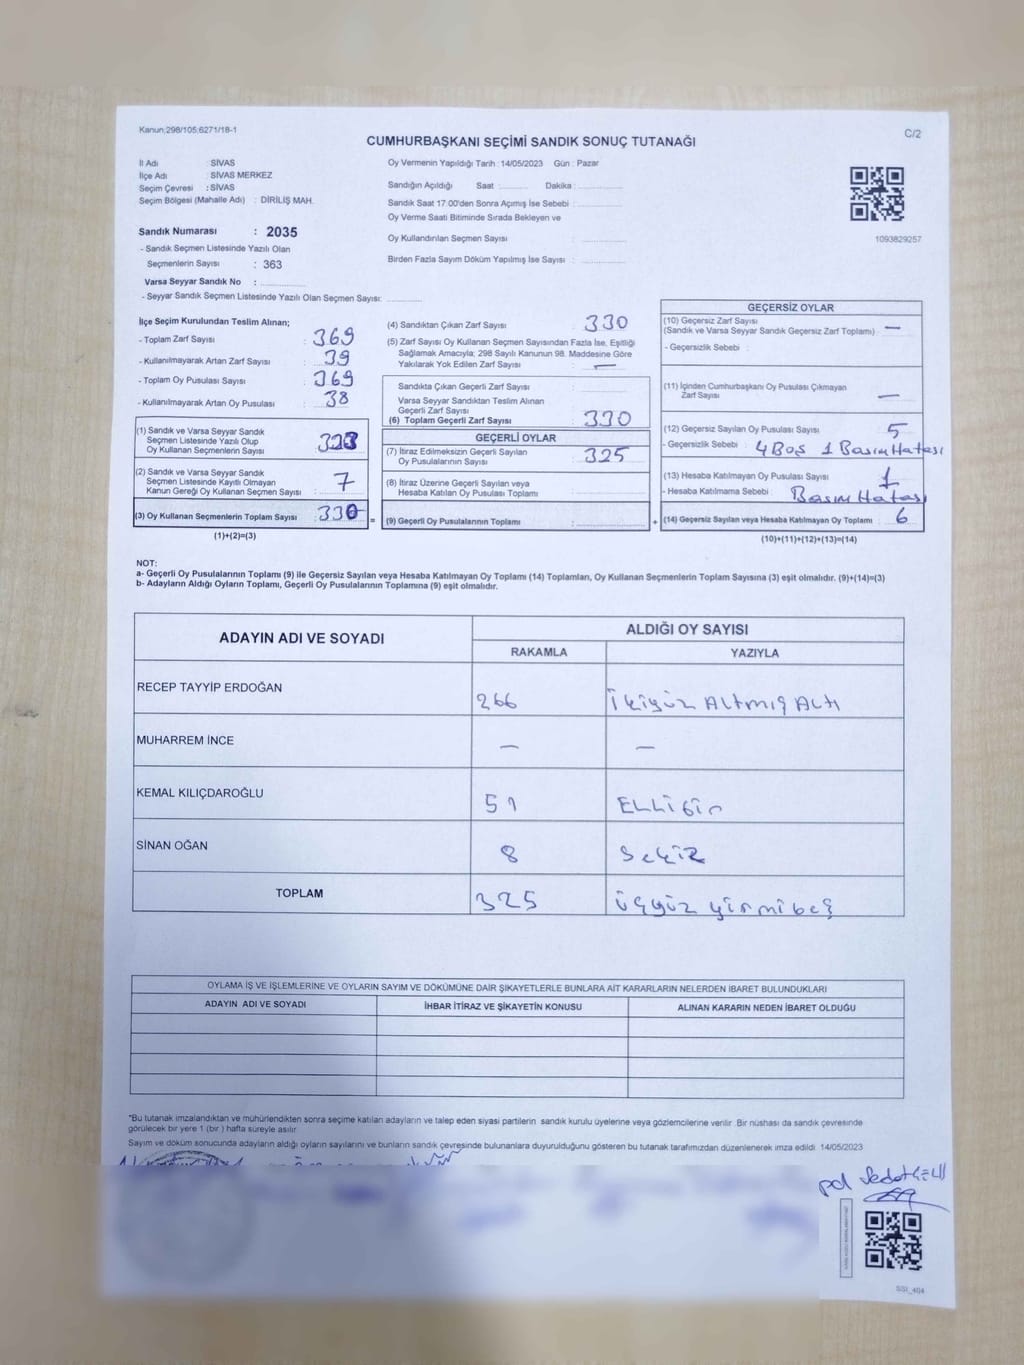 Kanun;298/105;6271/18-1
C/2
CUMHURBAŞKANI SEÇİMİ SANDIK SONUÇ TUTANAĞI
İl Adı : SİVAS
İlçe Adı : SİVAS MERKEZ
Seçim Çevresi : SİVAS
Seçim Bölgesi (Mahalle Adı) : DİRİLİŞ MAH.
Sandık Numarası : 2035
- Sandık Seçmen Listesinde Yazılı Olan
Seçmenlerin Sayısı : 363
Varsa Seyyar Sandık No :
- Seyyar Sandık Seçmen Listesinde Yazılı Olan Seçmen Sayısı:
Oy Vermenin Yapıldığı Tarih : 14/05/2023 Gün : Pazar
Sandığın Açıldığı Saat : Dakika :
Sandık Saat 17:00'den Sonra Açımış İse Sebebi :
Oy Verme Saati Bitiminde Sırada Bekleyen ve
Oy Kullandırılan Seçmen Sayısı :
Birden Fazla Sayım Döküm Yapılmış İse Sayısı :
1093829257
İlçe Seçim Kurulundan Teslim Alınan;
- Toplam Zarf Sayısı : 369
- Kullanılmayarak Artan Zarf Sayısı : 39
- Toplam Oy Pusulası Sayısı : 369
- Kullanılmayarak Artan Oy Pusulası : 38
(1) Sandık ve Varsa Seyyar Sandık
Seçmen Listesinde Yazılı Olup
Oy Kullanan Seçmenlerin Sayısı : 323
(2) Sandık ve Varsa Seyyar Sandık
Seçmen Listesinde Kayıtlı Olmayan
Kanun Gereği Oy Kullanan Seçmen Sayısı : 7
(3) Oy Kullanan Seçmenlerin Toplam Sayısı : 330
(1)+(2)=(3)
(4) Sandıktan Çıkan Zarf Sayısı : 330
(5) Zarf Sayısı Oy Kullanan Seçmen Sayısından Fazla İse, Eşitliği
Sağlamak Amacıyla; 298 Sayılı Kanunun 98. Maddesine Göre
Yakılarak Yok Edilen Zarf Sayısı : —
Sandıkta Çıkan Geçerli Zarf Sayısı :
Varsa Seyyar Sandıktan Teslim Alınan
Geçerli Zarf Sayısı :
(6) Toplam Geçerli Zarf Sayısı : 330
GEÇERLİ OYLAR
(7) İtiraz Edilmeksizin Geçerli Sayılan
Oy Pusulalarının Sayısı : 325
(8) İtiraz Üzerine Geçerli Sayılan veya
Hesaba Katılan Oy Pusulası Toplamı :
= (9) Geçerli Oy Pusulalarının Toplamı :
GEÇERSİZ OYLAR
(10) Geçersiz Zarf Sayısı
(Sandık ve Varsa Seyyar Sandık Geçersiz Zarf Toplamı) : —
- Geçersizlik Sebebi :
(11) İçinden Cumhurbaşkanı Oy Pusulası Çıkmayan
Zarf Sayısı : —
(12) Geçersiz Sayılan Oy Pusulası Sayısı : 5
- Geçersizlik Sebebi : 4 Boş 1 Basım Hatası
(13) Hesaba Katılmayan Oy Pusulası Sayısı : 1
- Hesaba Katılmama Sebebi : Basım Hatası
+ (14) Geçersiz Sayılan veya Hesaba Katılmayan Oy Toplamı : 6
(10)+(11)+(12)+(13)=(14)
NOT:
a- Geçerli Oy Pusulalarının Toplamı (9) ile Geçersiz Sayılan veya Hesaba Katılmayan Oy Toplamı (14) Toplamları, Oy Kullanan Seçmenlerin Toplam Sayısına (3) eşit olmalıdır. (9)+(14)=(3)
b- Adayların Aldığı Oyların Toplamı, Geçerli Oy Pusulalarının Toplamına (9) eşit olmalıdır.
ADAYIN ADI VE SOYADI
ALDIĞI OY SAYISI
RAKAMLA YAZIYLA
RECEP TAYYİP ERDOĞAN 266 İkiyüz Altmış Altı
MUHARREM İNCE — —
KEMAL KILIÇDAROĞLU 51 Ellibir
SİNAN OĞAN 8 Sekiz
TOPLAM 325 üçyüz yirmibeş
OYLAMA İŞ VE İŞLEMLERİNE VE OYLARIN SAYIM VE DÖKÜMÜNE DAİR ŞİKAYETLERLE BUNLARA AİT KARARLARIN NELERDEN İBARET BULUNDUKLARI
ADAYIN ADI VE SOYADI İHBAR İTİRAZ VE ŞİKAYETİN KONUSU ALINAN KARARIN NEDEN İBARET OLDUĞU
*Bu tutanak imzalandıktan ve mühürlendikten sonra seçime katılan adayların ve talep eden siyasi partilerin sandık kurulu üyelerine veya gözlemcilerine verilir. Bir nüshası da sandık çevresinde
görülecek bir yere 1 (bir ) hafta süreyle asılır.
Sayım ve döküm sonucunda adayların aldığı oyların sayılarını ve bunların sandık çevresinde bulunanlara duyurulduğunu gösteren bu tutanak tarafımızdan düzenlenerek imza edildi. 14/05/2023
SSI_404